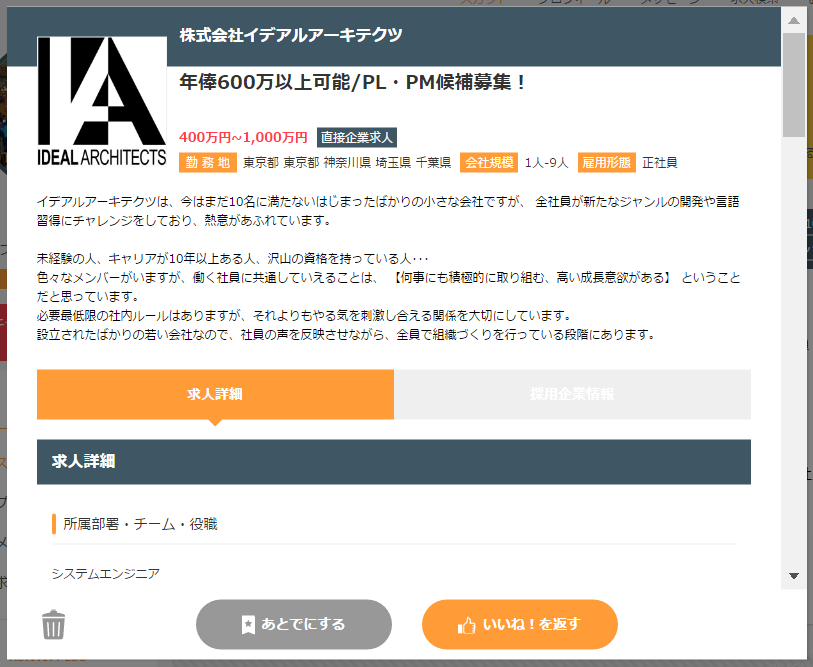 株式会社イデアルアーキテクツ
IDEAL ARCHITECTS
年俸600万以上可能/PL・PM候補募集！
400万円~1,000万円 直接企業求人
勤務地 東京都 東京都 神奈川県 埼玉県 千葉県 会社規模 1人-9人 雇用形態 正社員
イデアルアーキテクツは、今はまだ10名に満たないはじまったばかりの小さな会社ですが、 全社員が新たなジャンルの開発や言語
習得にチャレンジをしており、熱意があふれています。
未経験の人、キャリアが10年以上ある人、沢山の資格を持っている人･･･
色々なメンバーがいますが、働く社員に共通していえることは、 【何事にも積極的に取り組む、高い成長意欲がある】 ということ
だと思っています。
必要最低限の社内ルールはありますが、それよりもやる気を刺激し合える関係を大切にしています。
設立されたばかりの若い会社なので、社員の声を反映させながら、全員で組織づくりを行っている段階にあります。
求人詳細 採用企業情報
求人詳細
所属部署・チーム・役職
システムエンジニア
あとでにする いいね！を返す